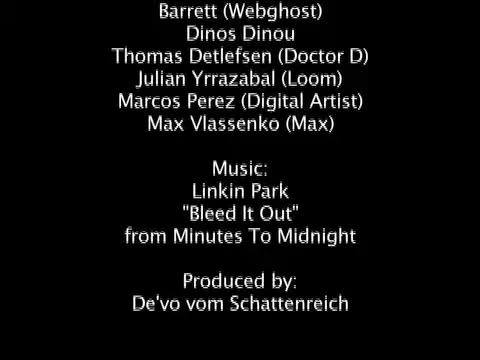 Barrett (Webghost)
Dinos Dinou
Thomas Detlefsen (Doctor D)
Julian Yrrazabal (Loom)
Marcos Perez (Digital Artist)
Max Vlassenko (Max)
Music:
Linkin Park
"Bleed It Out"
from Minutes To Midnight
Produced by:
De'vo vom Schattenreich